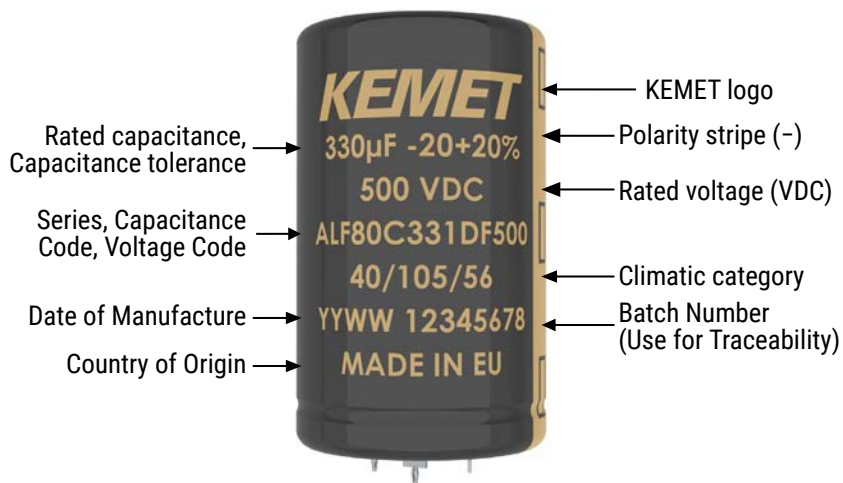 KEMET
330µF -20+20%
500 VDC
ALF80C331DF500
40/105/56
YYWW 12345678
MADE IN EU
Rated capacitance,
Capacitance tolerance
Series, Capacitance
Code, Voltage Code
Date of Manufacture
Country of Origin
KEMET logo
Polarity stripe (−)
Rated voltage (VDC)
Climatic category
Batch Number
(Use for Traceability)